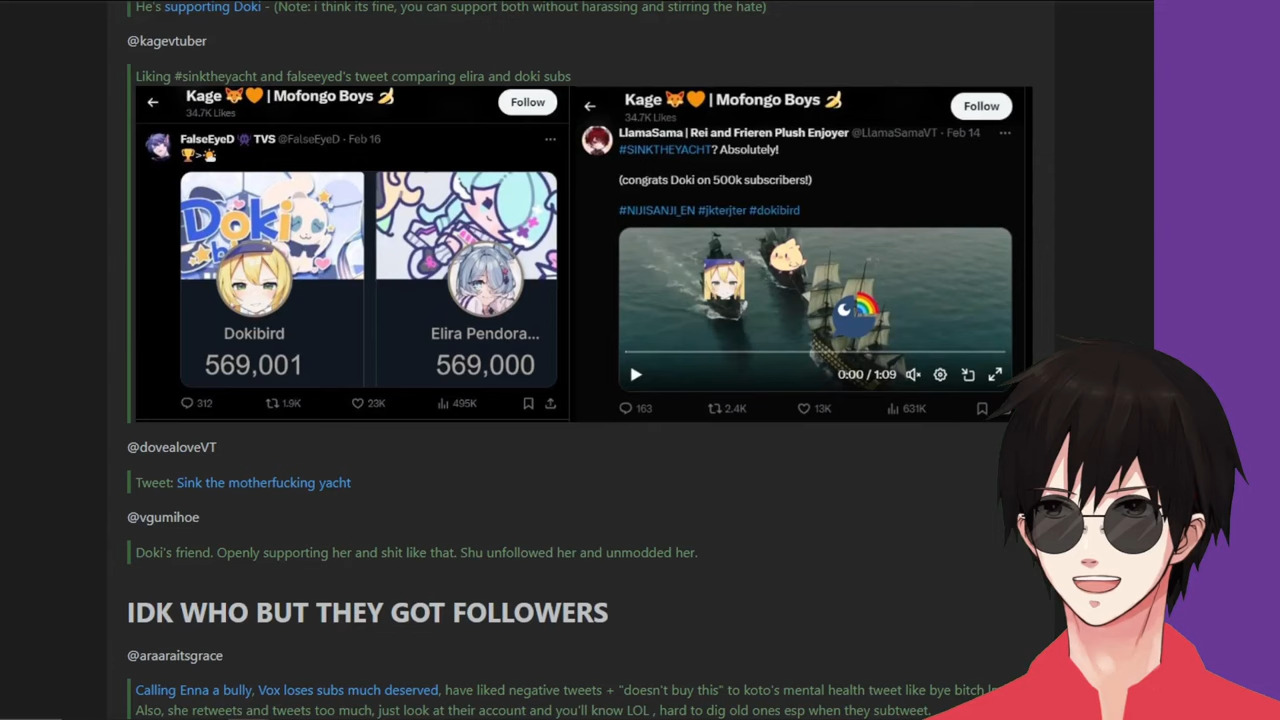 He's supporting Doki - (Note: i think its fine, you can support both without harassing and stirring the hate)
@kagevtuber
Liking #sinktheyacht and falseeyed's tweet comparing elira and doki subs
Kage 🦊🧡 | Mofongo Boys 🍌
34.7K Likes
Follow
FalseEyeD TVS @FalseEyeD · Feb 16
🏆>🌤️
Doki
Dokibird
569,001
Elira Pendora...
569,000
312 1.9K 23K 495K
Kage 🦊🧡 | Mofongo Boys 🍌
34.7K Likes
Follow
LlamaSama | Rei and Frieren Plush Enjoyer @LlamaSamaVT · Feb 14
#SINKTHEYACHT? Absolutely!
(congrats Doki on 500k subscribers!)
#NIJISANJI_EN #jkterjter #dokibird
0:00 / 1:09
163 2.4K 13K 631K
@dovealoveVT
Tweet: Sink the motherfucking yacht
@vgumihoe
Doki's friend. Openly supporting her and shit like that. Shu unfollowed her and unmodded her.
IDK WHO BUT THEY GOT FOLLOWERS
@araaraitsgrace
Calling Enna a bully, Vox loses subs much deserved, have liked negative tweets + "doesn't buy this" to koto's mental health tweet like bye bitch
Also, she retweets and tweets too much, just look at their account and you'll know LOL , hard to dig old ones esp when they subtweet.